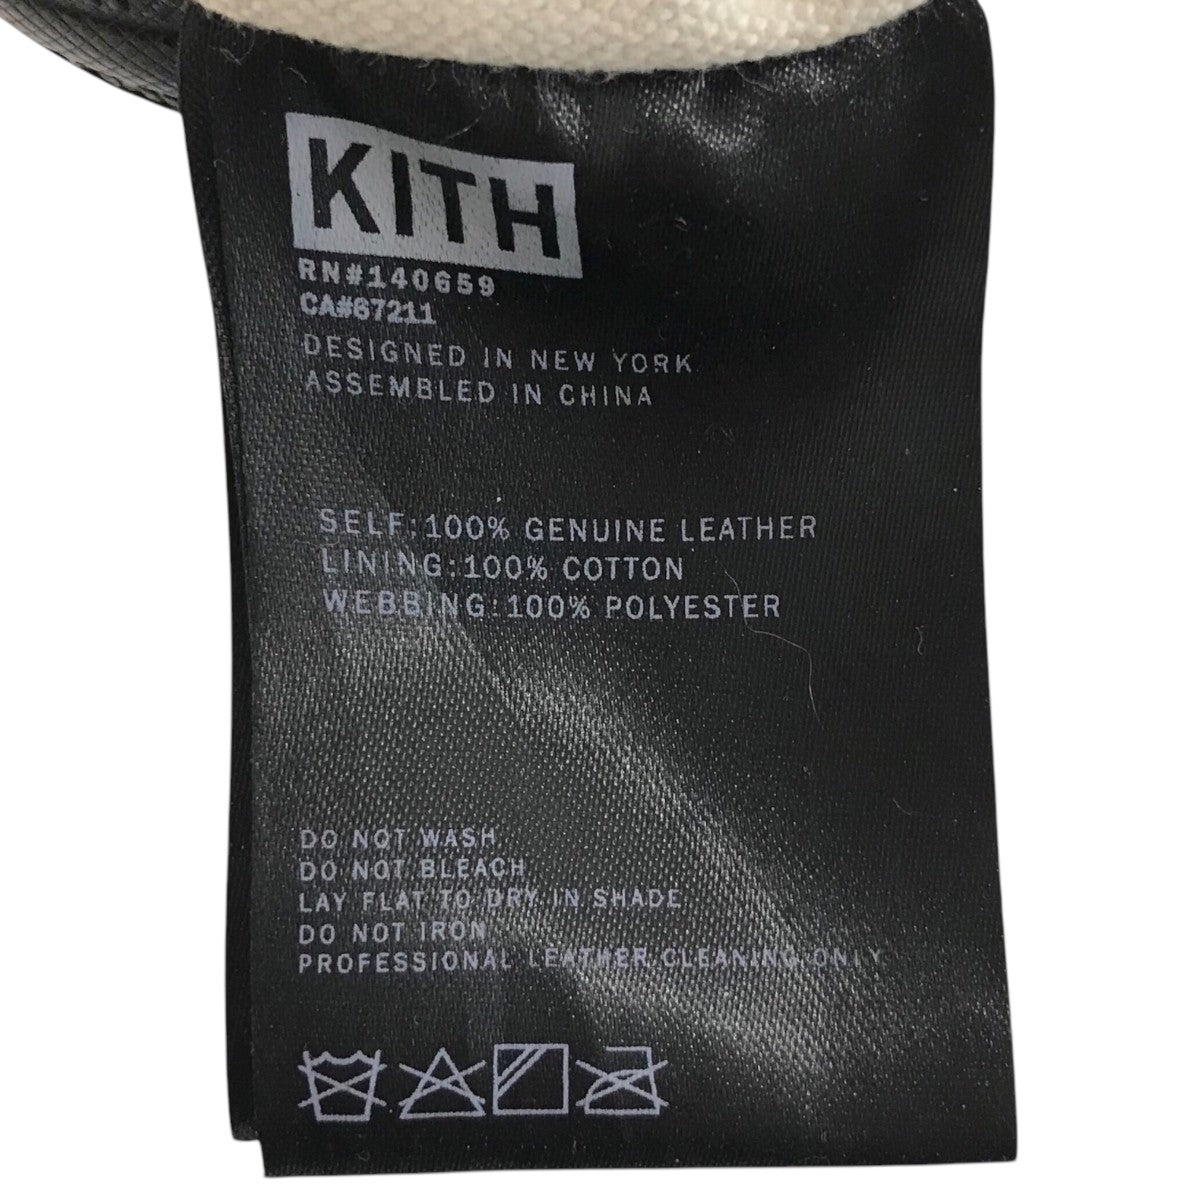 KITH
RN#140659
CA#67211
DESIGNED IN NEW YORK
ASSEMBLED IN CHINA
SELF:100% GENUINE LEATHER
LINING:100% COTTON
WEBBING:100% POLYESTER
DO NOT WASH
DO NOT BLEACH
LAY FLAT TO DRY IN SHADE
DO NOT IRON
PROFESSIONAL LEATHER CLEANING ONLY